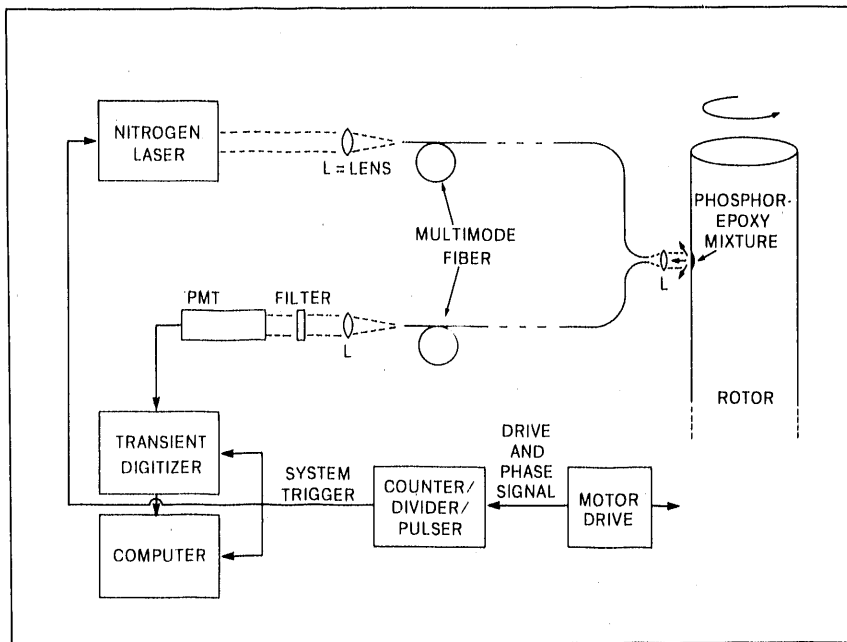 NITROGEN
LASER
L = LENS
MULTIMODE
FIBER
PHOSPHOR-
EPOXY
MIXTURE
L
PMT
FILTER
L
ROTOR
TRANSIENT
DIGITIZER
SYSTEM
TRIGGER
COUNTER/
DIVIDER/
PULSER
DRIVE
AND
PHASE
SIGNAL
MOTOR
DRIVE
COMPUTER